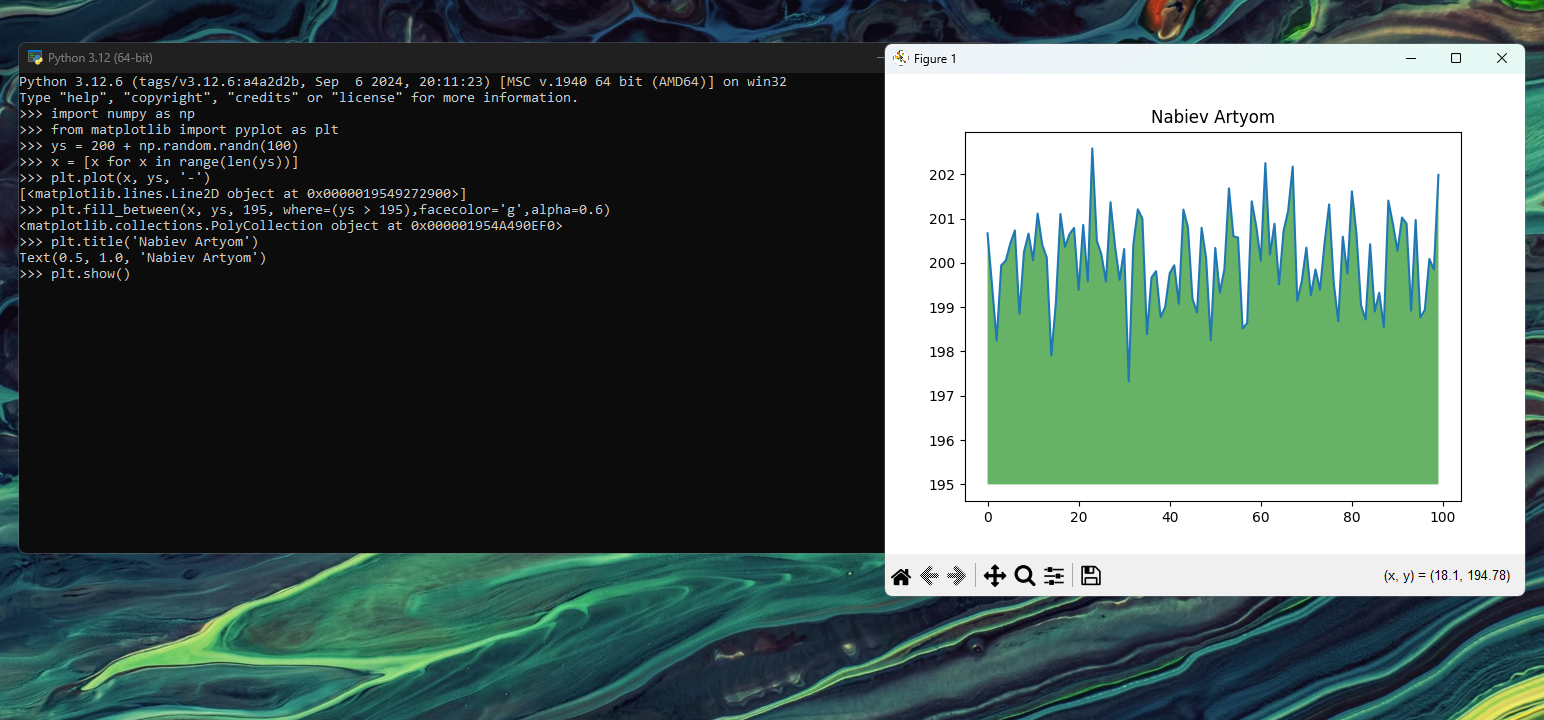 Python 3.12 (64-bit)
Python 3.12.6 (tags/v3.12.6:a4a2d2b, Sep  6 2024, 20:11:23) [MSC v.1940 64 bit (AMD64)] on win32
Type "help", "copyright", "credits" or "license" for more information.
>>> import numpy as np
>>> from matplotlib import pyplot as plt
>>> ys = 200 + np.random.randn(100)
>>> x = [x for x in range(len(ys))]
>>> plt.plot(x, ys, '-')
[<matplotlib.lines.Line2D object at 0x0000019549272900>]
>>> plt.fill_between(x, ys, 195, where=(ys > 195),facecolor='g',alpha=0.6)
<matplotlib.collections.PolyCollection object at 0x000001954A490EF0>
>>> plt.title('Nabiev Artyom')
Text(0.5, 1.0, 'Nabiev Artyom')
>>> plt.show()
Figure 1
Nabiev Artyom
202
201
200
199
198
197
196
195
0 20 40 60 80 100
(x, y) = (18.1, 194.78)